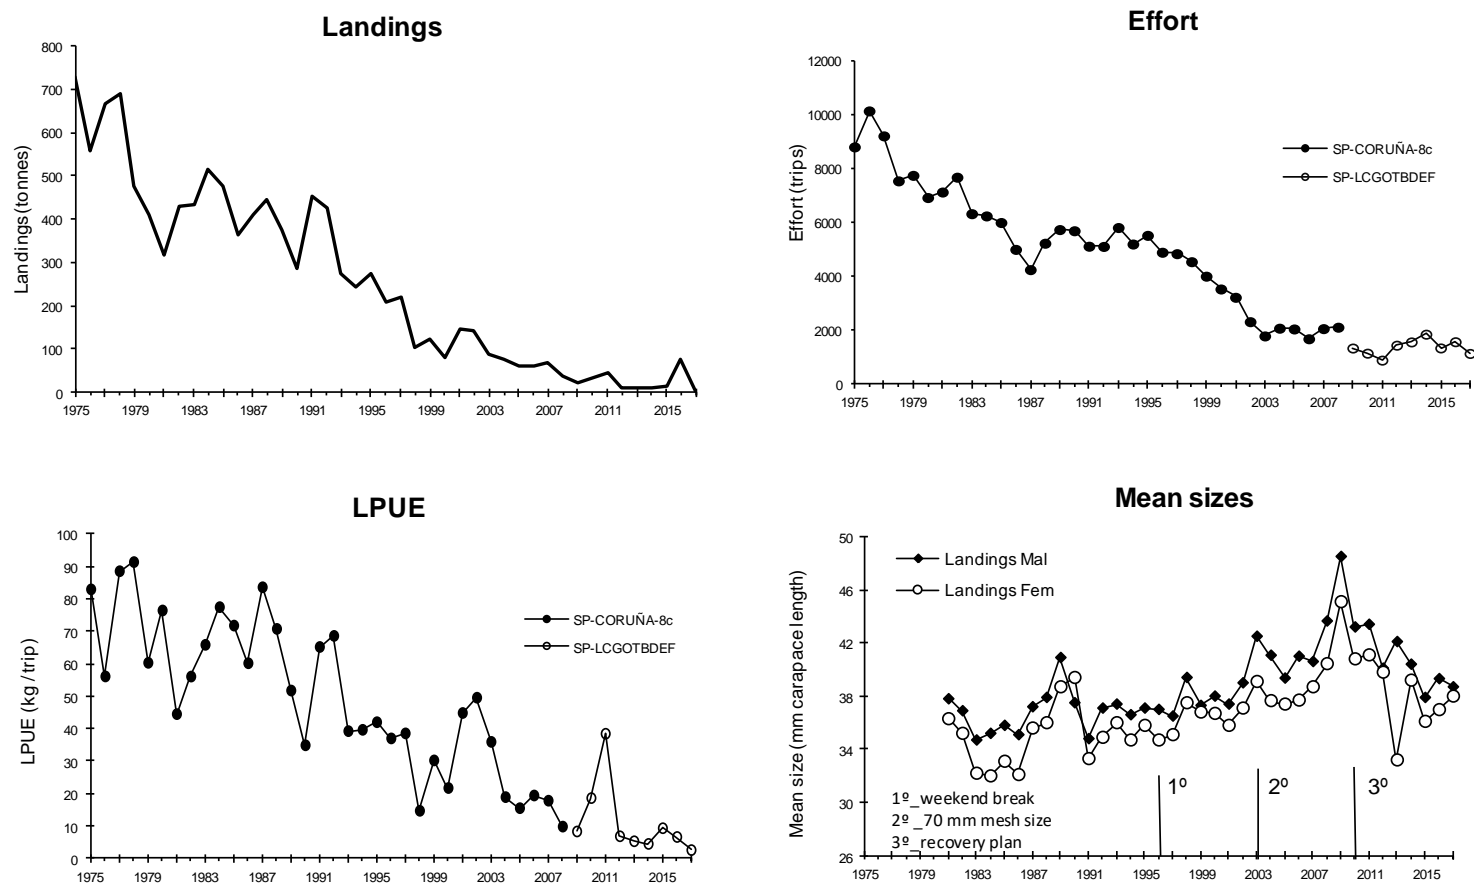 Landings
Landings (tonnes)
800
700
600
500
400
300
200
100
0
1975 1979 1983 1987 1991 1995 1999 2003 2007 2011 2015
Effort
Effort (trips)
12000
10000
8000
6000
4000
2000
0
SP-CORUÑA-8c
SP-LCGOTBDEF
1975 1979 1983 1987 1991 1995 1999 2003 2007 2011 2015
LPUE
LPUE (kg / trip)
100
90
80
70
60
50
40
30
20
10
0
SP-CORUÑA-8c
SP-LCGOTBDEF
1975 1979 1983 1987 1991 1995 1999 2003 2007 2011 2015
Mean sizes
Mean size (mm carapace length)
50
46
42
38
34
30
26
Landings Mal
Landings Fem
1º 2º 3º
1º_weekend break
2º _70 mm mesh size
3º_recovery plan
1975 1979 1983 1987 1991 1995 1999 2003 2007 2011 2015